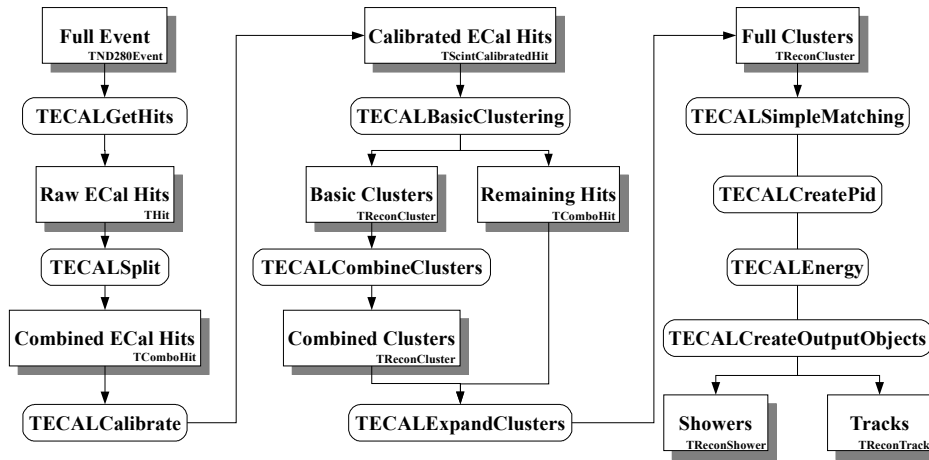 Full Event
TND280Event
TECALGetHits
Raw ECal Hits
THit
TECALSplit
Combined ECal Hits
TComboHit
TECALCalibrate
Calibrated ECal Hits
TScintCalibratedHit
TECALBasicClustering
Basic Clusters
TReconCluster
Remaining Hits
TComboHit
TECALCombineClusters
Combined Clusters
TReconCluster
TECALExpandClusters
Full Clusters
TReconCluster
TECALSimpleMatching
TECALCreatePid
TECALEnergy
TECALCreateOutputObjects
Showers
TReconShower
Tracks
TReconTrack